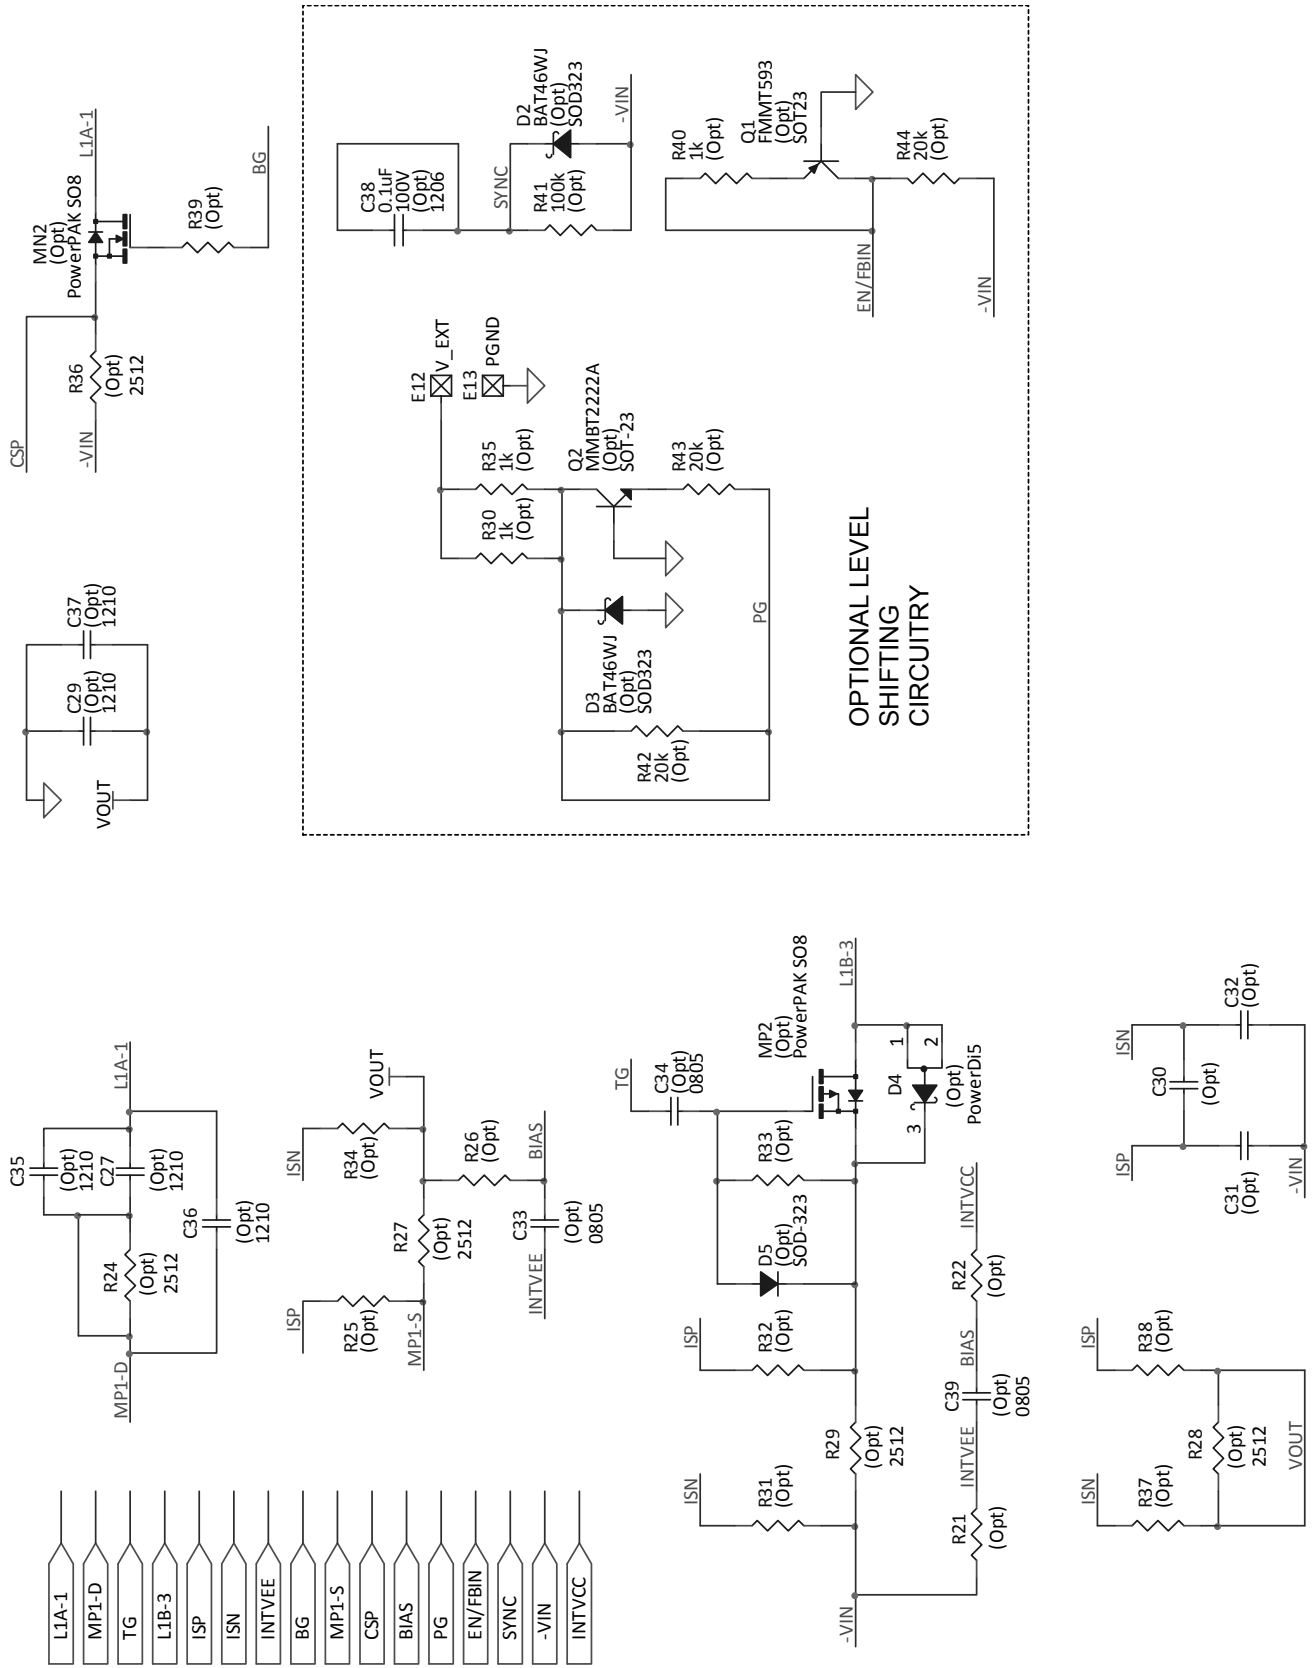 L1A-1
MP1-D
TG
L1B-3
ISP
ISN
INTVEE
BG
MP1-S
CSP
BIAS
PG
EN/FBIN
SYNC
-VIN
INTVCC
MP1-D
L1A-1
C35
(Opt)
1210
C27
(Opt)
1210
R24
(Opt)
2512
C36
(Opt)
1210
ISP
ISN
R25
(Opt)
R34
(Opt)
VOUT
MP1-S
R27
(Opt)
2512
R26
(Opt)
INTVEE
BIAS
C33
(Opt)
0805
TG
C34
(Opt)
0805
MP2
(Opt)
PowerPAK SO8
L1B-3
R33
(Opt)
D5
(Opt)
SOD-323
D4
(Opt)
PowerDi5
1
2
3
ISP
R32
(Opt)
ISN
R31
(Opt)
R29
(Opt)
2512
-VIN
R21
(Opt)
INTVEE
C39
(Opt)
0805
BIAS
R22
(Opt)
INTVCC
ISN
ISP
R37
(Opt)
R38
(Opt)
R28
(Opt)
2512
VOUT
ISP
ISN
C30
(Opt)
C31
(Opt)
C32
(Opt)
-VIN
VOUT
C29
(Opt)
1210
C37
(Opt)
1210
CSP
-VIN
R36
(Opt)
2512
MN2
(Opt)
PowerPAK SO8
L1A-1
R39
(Opt)
BG
E12
V_EXT
E13
PGND
R30
1k
(Opt)
R35
1k
(Opt)
Q2
MMBT2222A
(Opt)
SOT-23
D3
BAT46WJ
(Opt)
SOD323
R42
20k
(Opt)
R43
20k
(Opt)
PG
OPTIONAL LEVEL
SHIFTING
CIRCUITRY
C38
0.1uF
100V
(Opt)
1206
SYNC
D2
BAT46WJ
(Opt)
SOD323
R41
100k
(Opt)
-VIN
R40
1k
(Opt)
Q1
FMMT593
(Opt)
SOT23
EN/FBIN
R44
20k
(Opt)
-VIN